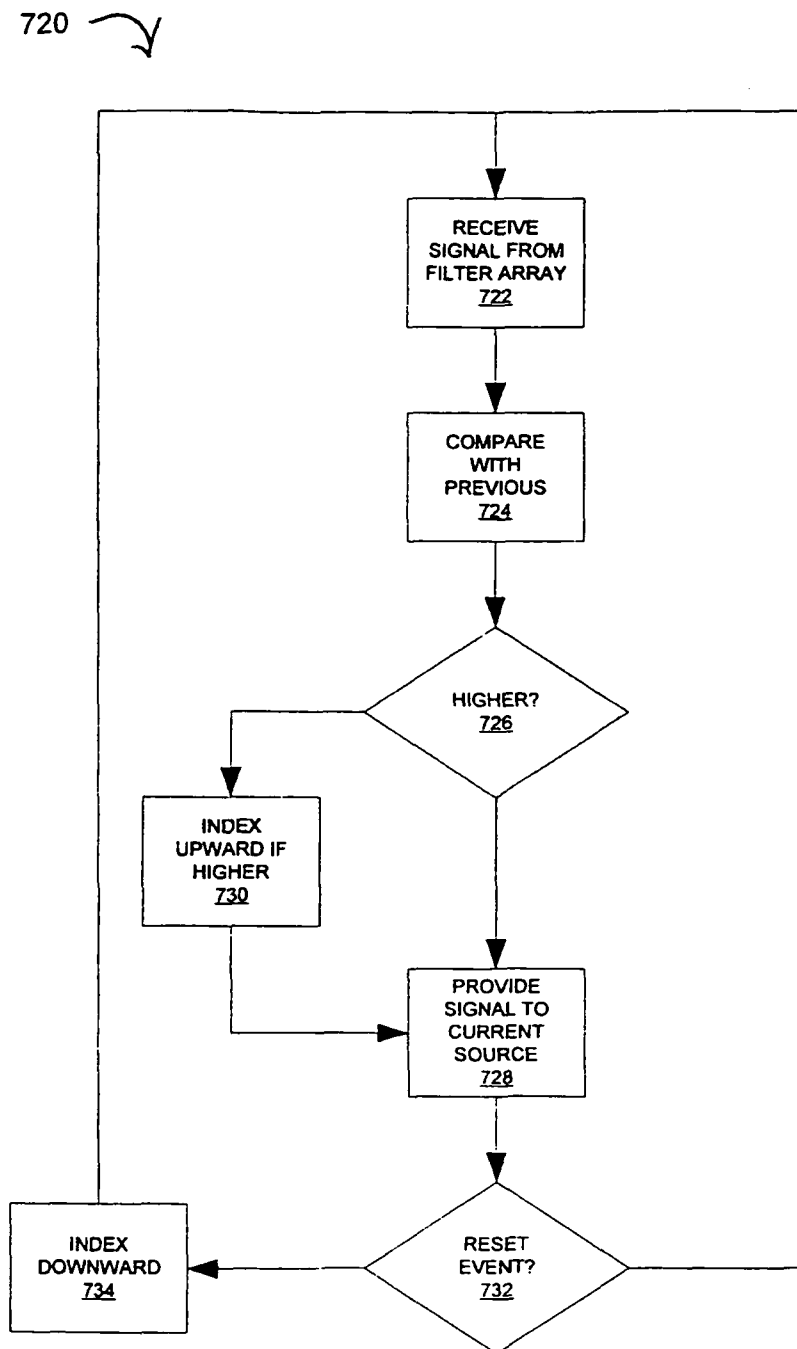 720
RECEIVE
SIGNAL FROM
FILTER ARRAY
722
COMPARE
WITH
PREVIOUS
724
HIGHER?
726
INDEX
UPWARD IF
HIGHER
730
PROVIDE
SIGNAL TO
CURRENT
SOURCE
728
INDEX
DOWNWARD
734
RESET
EVENT?
732